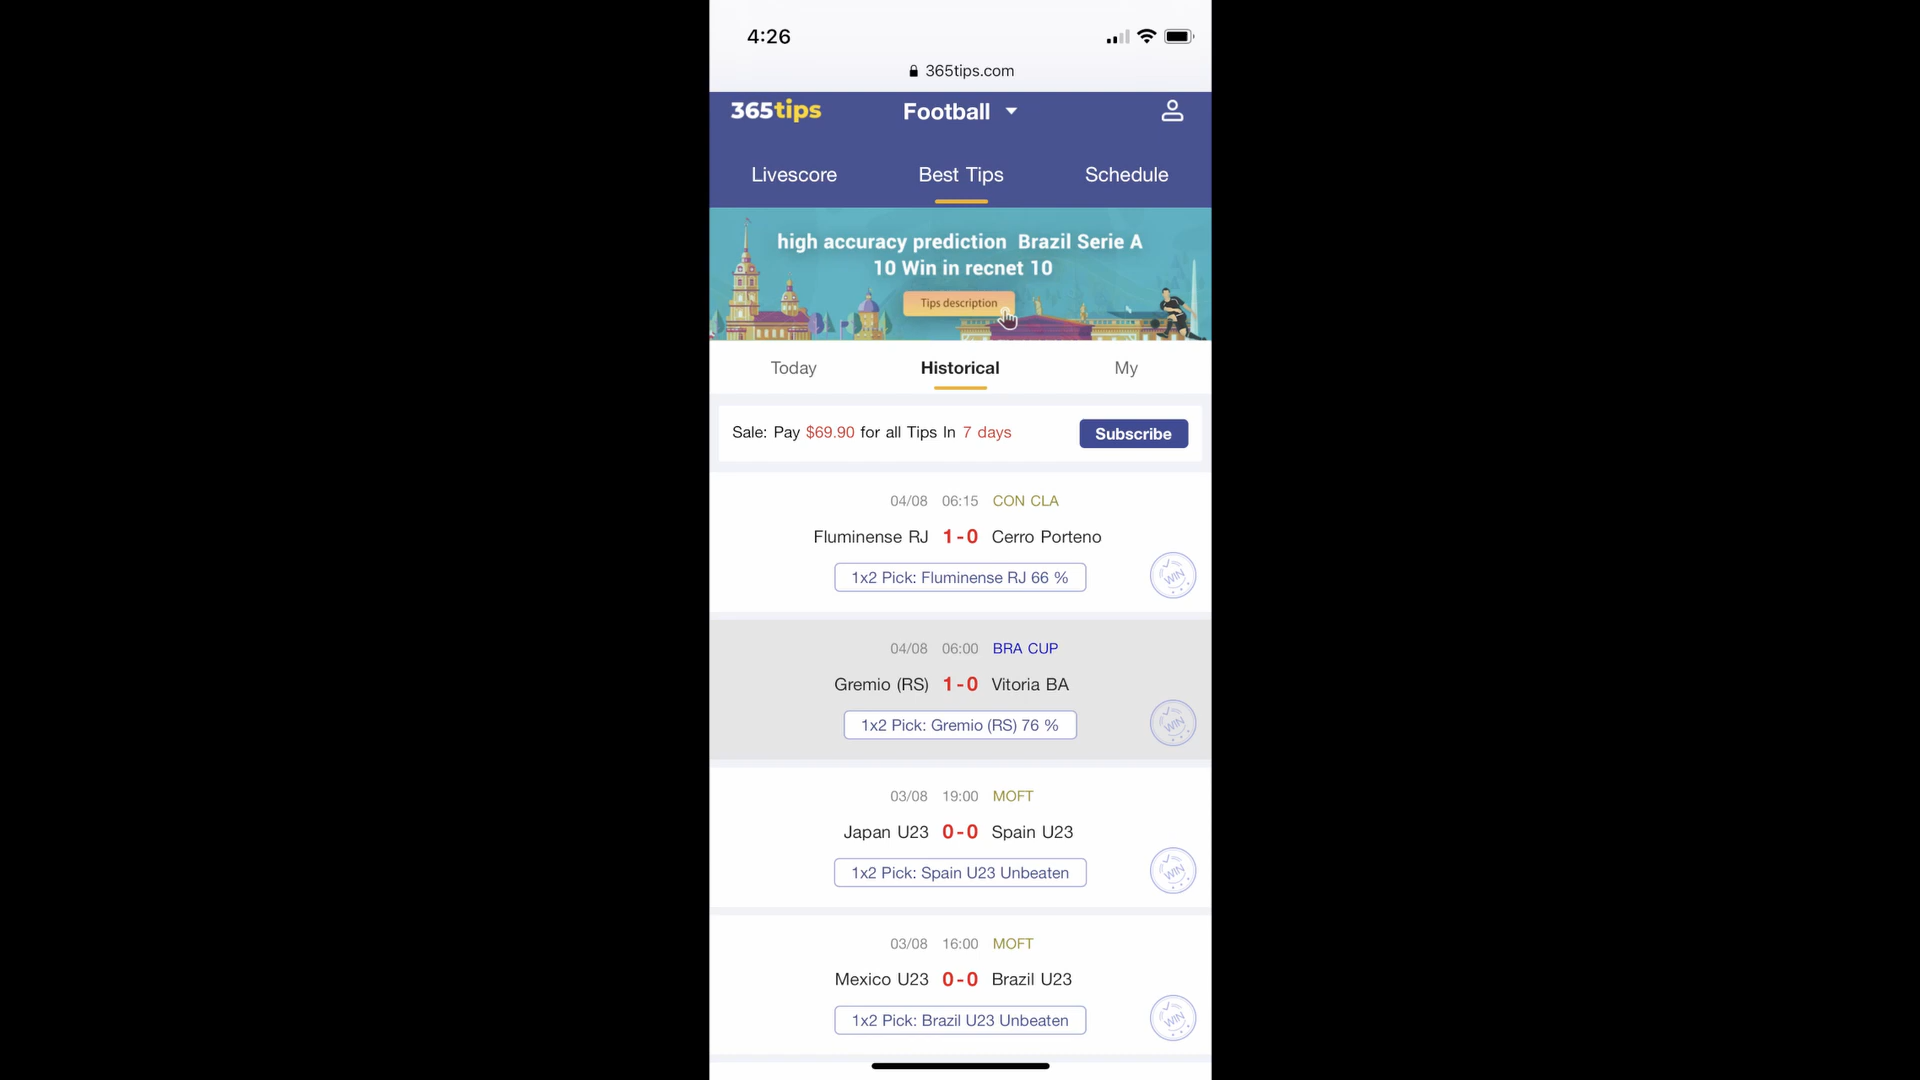 4:26
365tips.com
365tips
Football
Livescore
Best Tips
Schedule
high accuracy prediction Brazil Serie A
10 Win in recnet 10
Tips description
Today
Historical
My
Sale: Pay $69.90 for all Tips In 7 days
Subscribe
04/08 06:15 CON CLA
Fluminense RJ 1-0 Cerro Porteno
1x2 Pick: Fluminense RJ 66 %
WIN
04/08 06:00 BRA CUP
Gremio (RS) 1-0 Vitoria BA
1x2 Pick: Gremio (RS) 76 %
WIN
03/08 19:00 MOFT
Japan U23 0-0 Spain U23
1x2 Pick: Spain U23 Unbeaten
WIN
03/08 16:00 MOFT
Mexico U23 0-0 Brazil U23
1x2 Pick: Brazil U23 Unbeaten
WIN